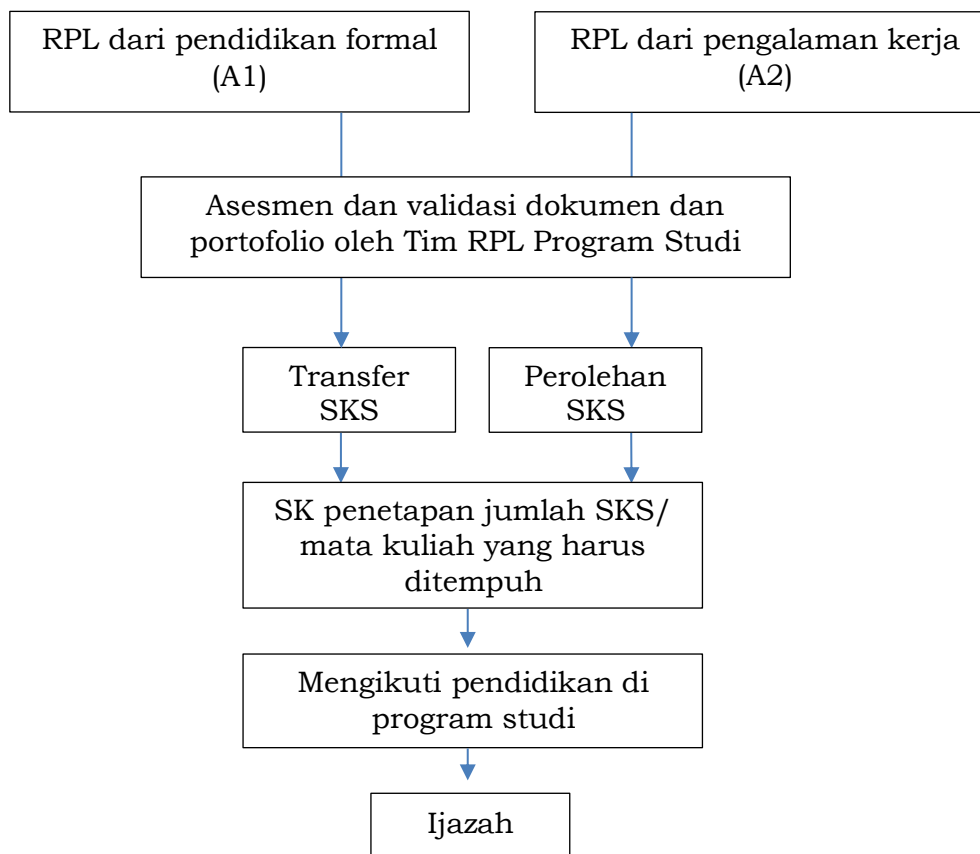 RPL dari pendidikan formal
(A1)
RPL dari pengalaman kerja
(A2)
Asesmen dan validasi dokumen dan
portofolio oleh Tim RPL Program Studi
Transfer
SKS
Perolehan
SKS
SK penetapan jumlah SKS/
mata kuliah yang harus
ditempuh
Mengikuti pendidikan di
program studi
Ijazah